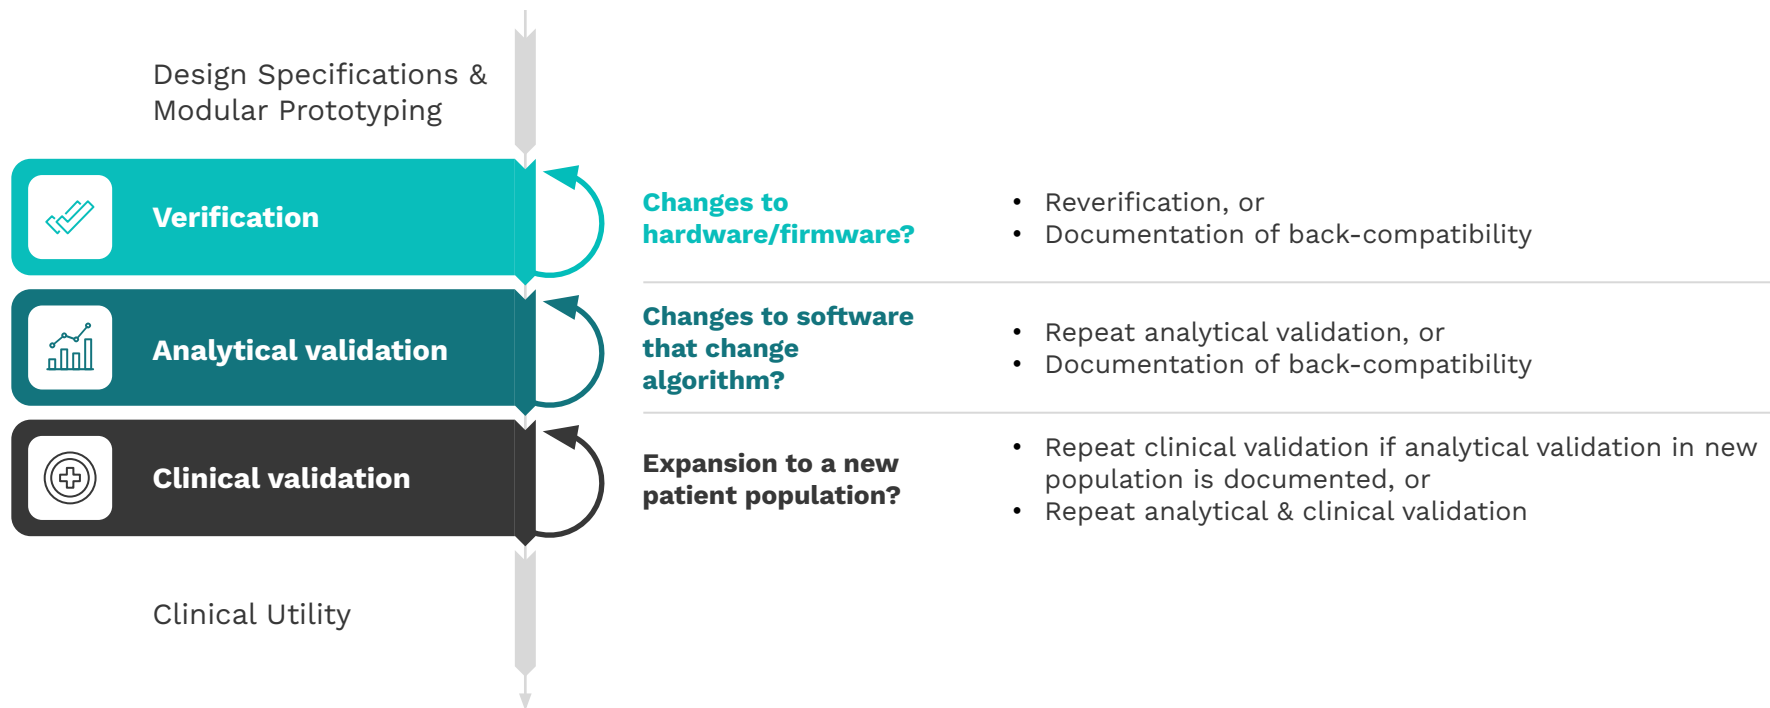 Design Specifications &
Modular Prototyping
Verification
Changes to
hardware/firmware?
• Reverification, or
• Documentation of back-compatibility
Analytical validation
Changes to software
that change
algorithm?
• Repeat analytical validation, or
• Documentation of back-compatibility
Clinical validation
Expansion to a new
patient population?
• Repeat clinical validation if analytical validation in new
population is documented, or
• Repeat analytical & clinical validation
Clinical Utility